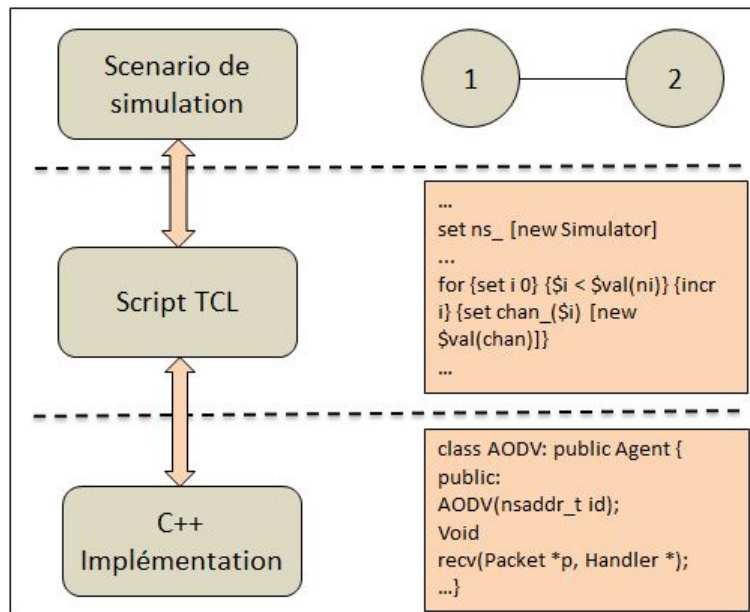 Scenario de
simulation
1
2
...
set ns_ [new Simulator]
...
for {set i 0} {$i < $val(ni)} {incr
i} {set chan_($i) [new
$val(chan)]}
...
Script TCL
class AODV: public Agent {
public:
AODV(nsaddr_t id);
Void
recv(Packet *p, Handler *);
...}
C++
Implémentation